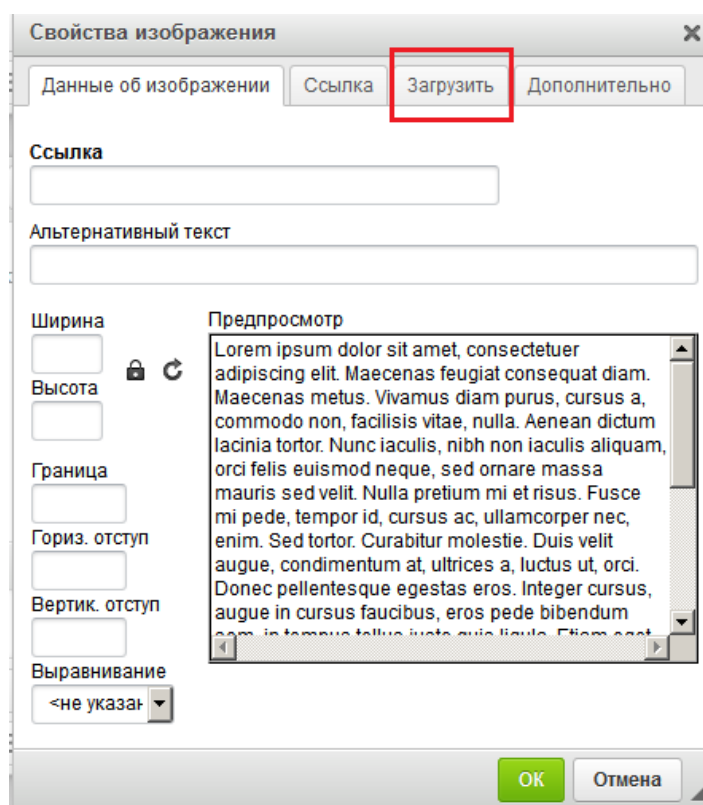 Свойства изображения
Данные об изображении Ссылка Загрузить Дополнительно
Ссылка
Альтернативный текст
Ширина
Высота
Граница
Гориз. отступ
Вертик. отступ
Выравнивание
<не указан
Предпросмотр
Lorem ipsum dolor sit amet, consectetuer
adipiscing elit. Maecenas feugiat consequat diam.
Maecenas metus. Vivamus diam purus, cursus a,
commodo non, facilisis vitae, nulla. Aenean dictum
lacinia tortor. Nunc iaculis, nibh non iaculis aliquam,
orci felis euismod neque, sed ornare massa
mauris sed velit. Nulla pretium mi et risus. Fusce
mi pede, tempor id, cursus ac, ullamcorper nec,
enim. Sed tortor. Curabitur molestie. Duis velit
augue, condimentum at, ultrices a, luctus ut, orci.
Donec pellentesque egestas eros. Integer cursus,
augue in cursus faucibus, eros pede bibendum
ОК Отмена